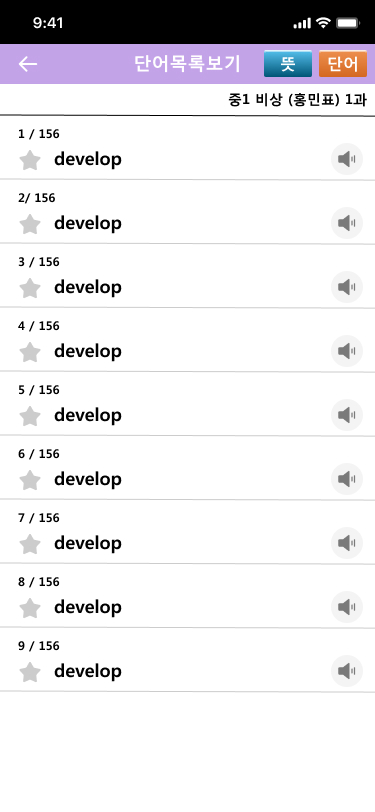 9:41
단어목록보기 뜻 단어
중1 비상 (홍민표) 1과
1 / 156
develop
2/ 156
develop
3 / 156
develop
4 / 156
develop
5 / 156
develop
6 / 156
develop
7 / 156
develop
8 / 156
develop
9 / 156
develop